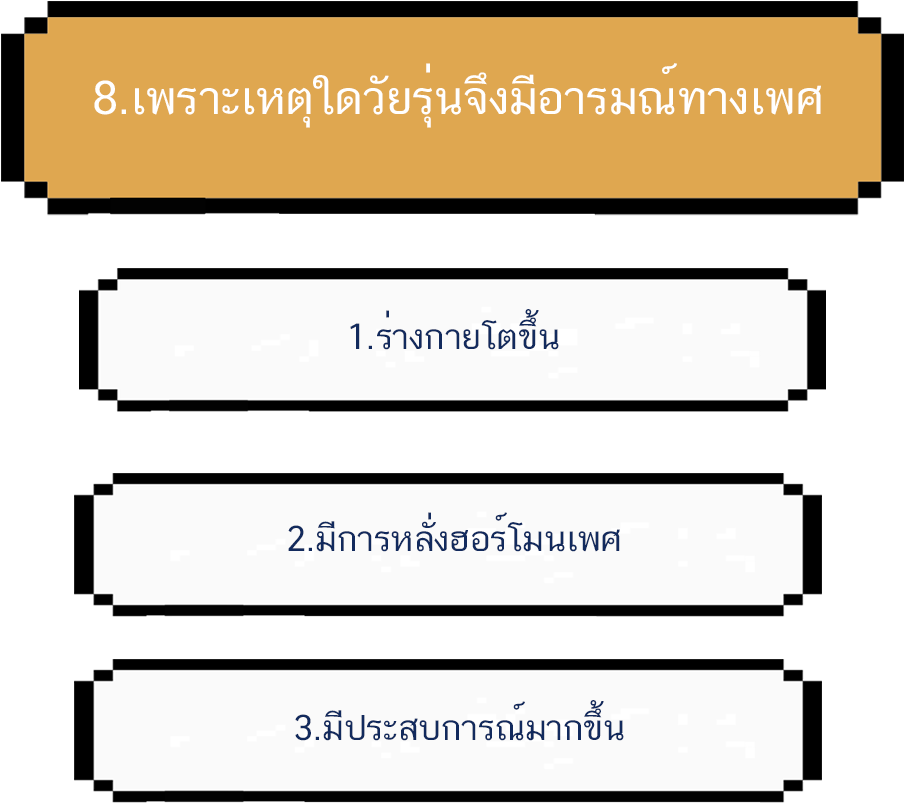 8.เพราะเหตุใดวัยรุ่นจึงมีอารมณ์ทางเพศ
1.ร่างกายโตขึ้น
2.มีการหลั่งฮอร์โมนเพศ
3.มีประสบการณ์มากขึ้น